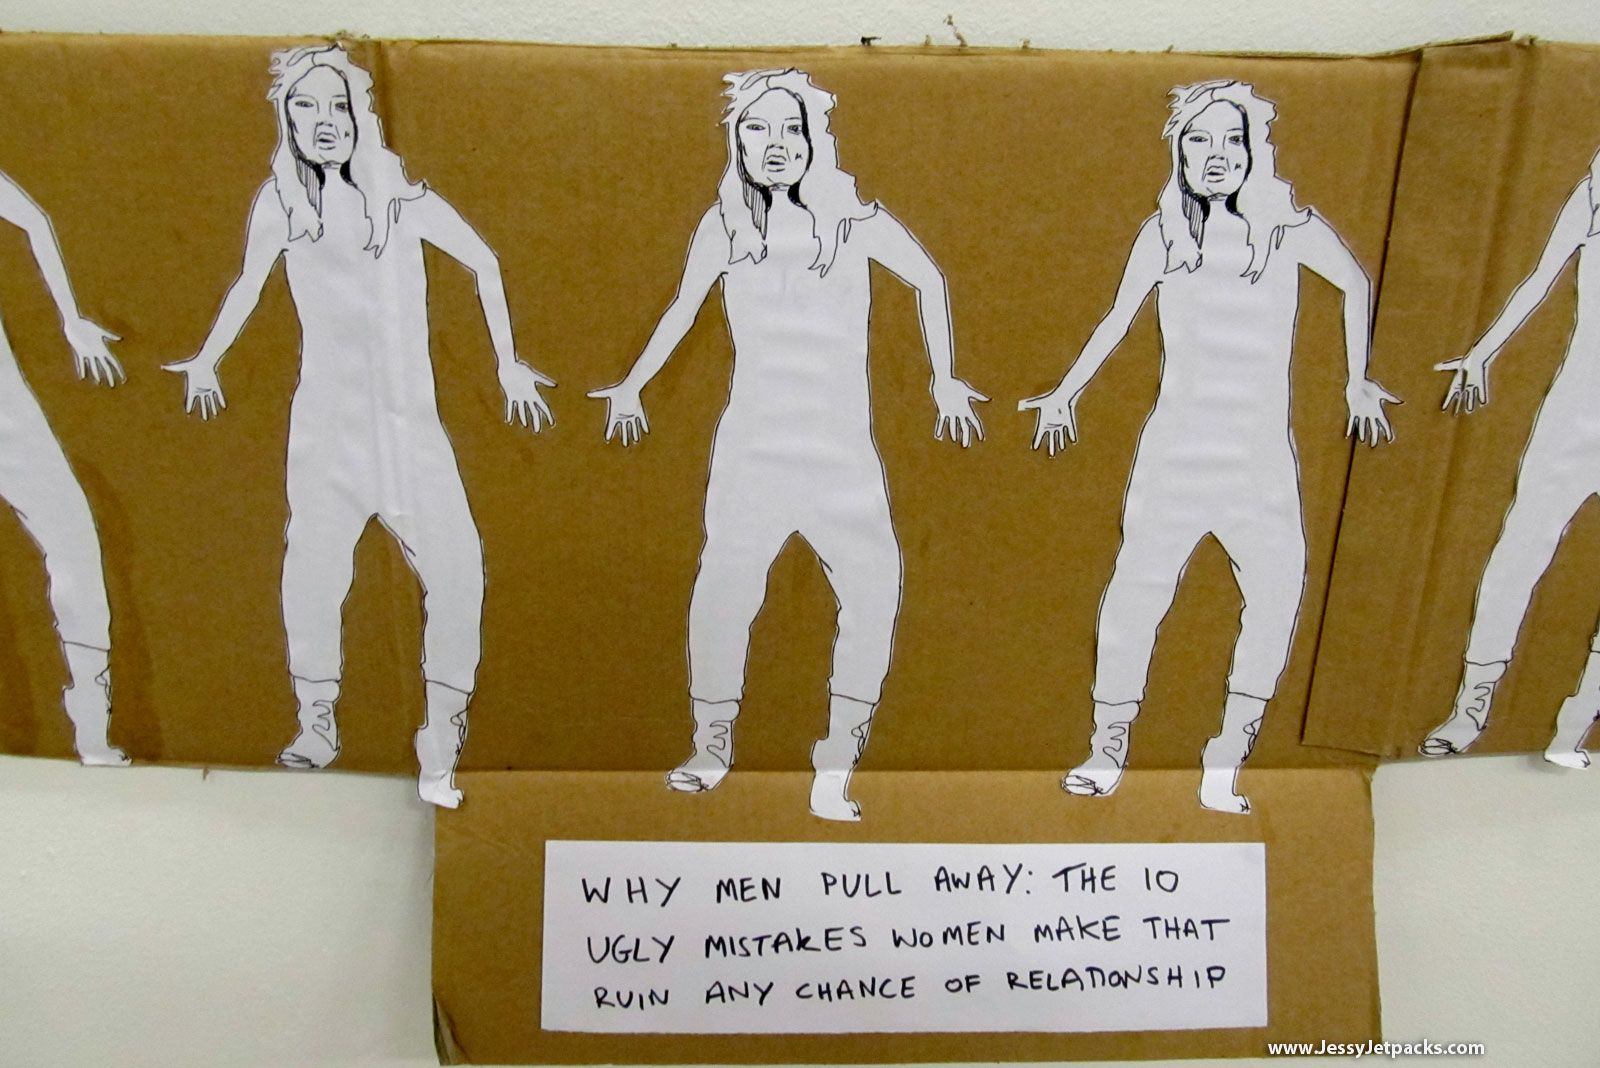 WHY MEN PULL AWAY: THE 10
UGLY MISTAKES WOMEN MAKE THAT
RUIN ANY CHANCE OF RELATIONSHIP
www.JessyJetpacks.com